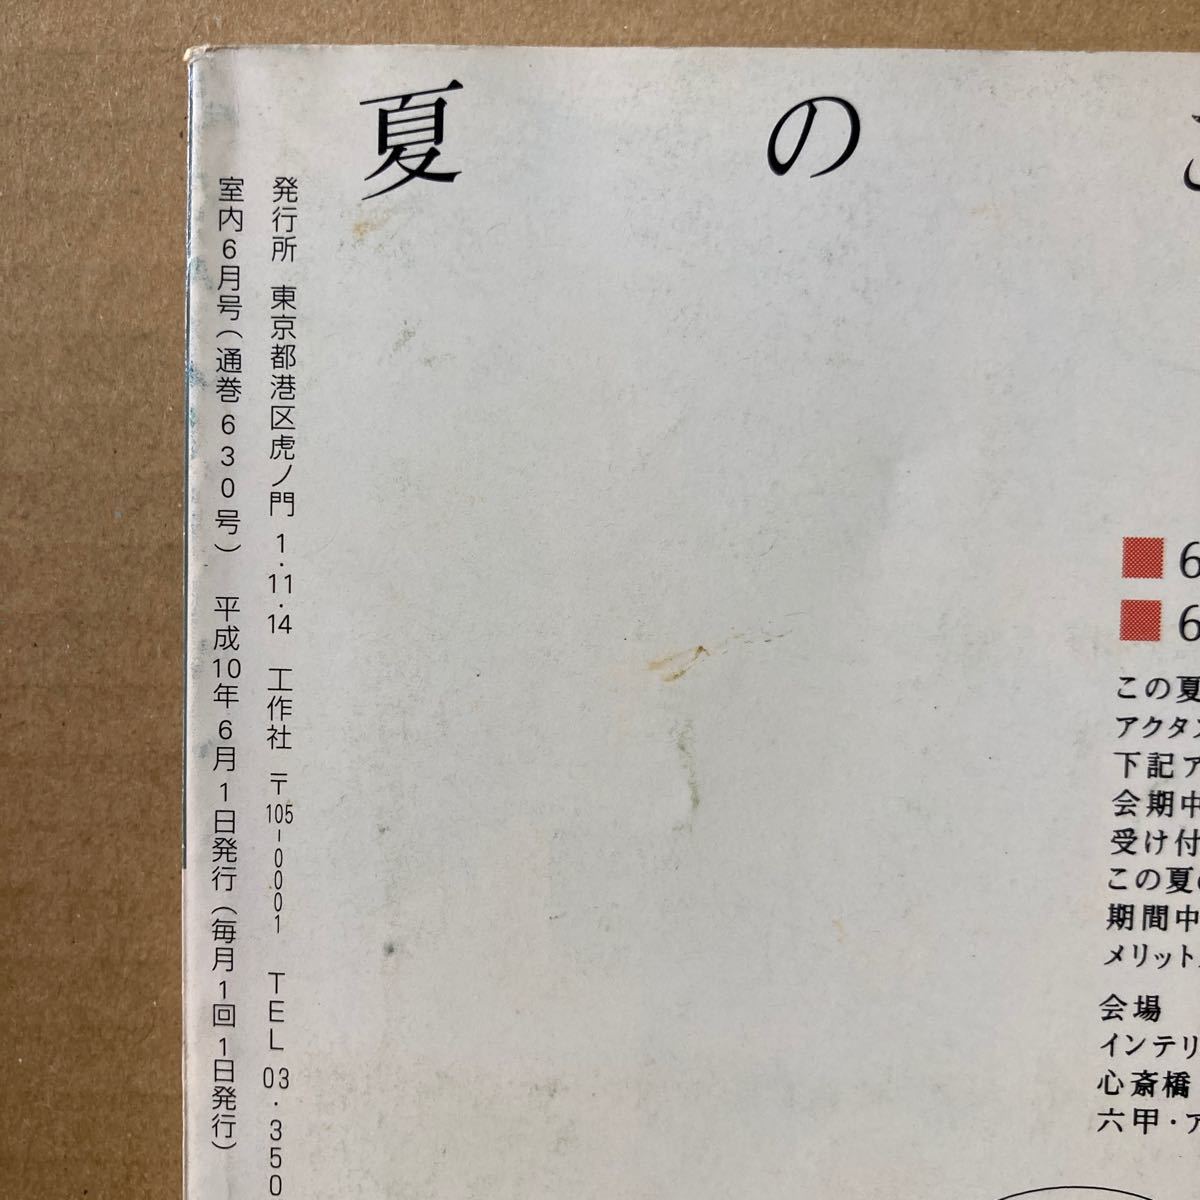 夏の
発行所 東京都港区虎ノ門 1・11・14 工作社 〒105-0001 TEL 03・350
室内6月号(通巻630号) 平成10年6月1日発行(毎月1回1日発行)
■6
■6
この夏
アクタス
下記ア
会期中
受け付
この夏の
期間中
メリット
会場
インテリ
心斎橋
六甲・ア